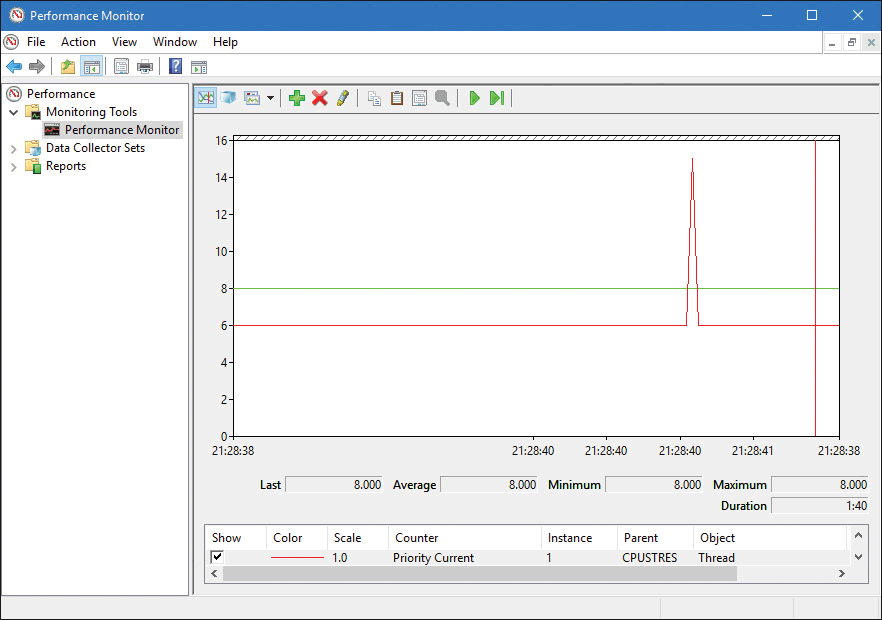 Performance Monitor
File Action View Window Help
Performance
Monitoring Tools
Performance Monitor
Data Collector Sets
Reports
16
14
12
10
8
6
4
2
0
21:28:38 21:28:40 21:28:40 21:28:40 21:28:41 21:28:38
Last 8.000 Average 8.000 Minimum 8.000 Maximum 8.000
Duration 1:40
Show Color Scale Counter Instance Parent Object
1.0 Priority Current 1 CPUSTRES Thread